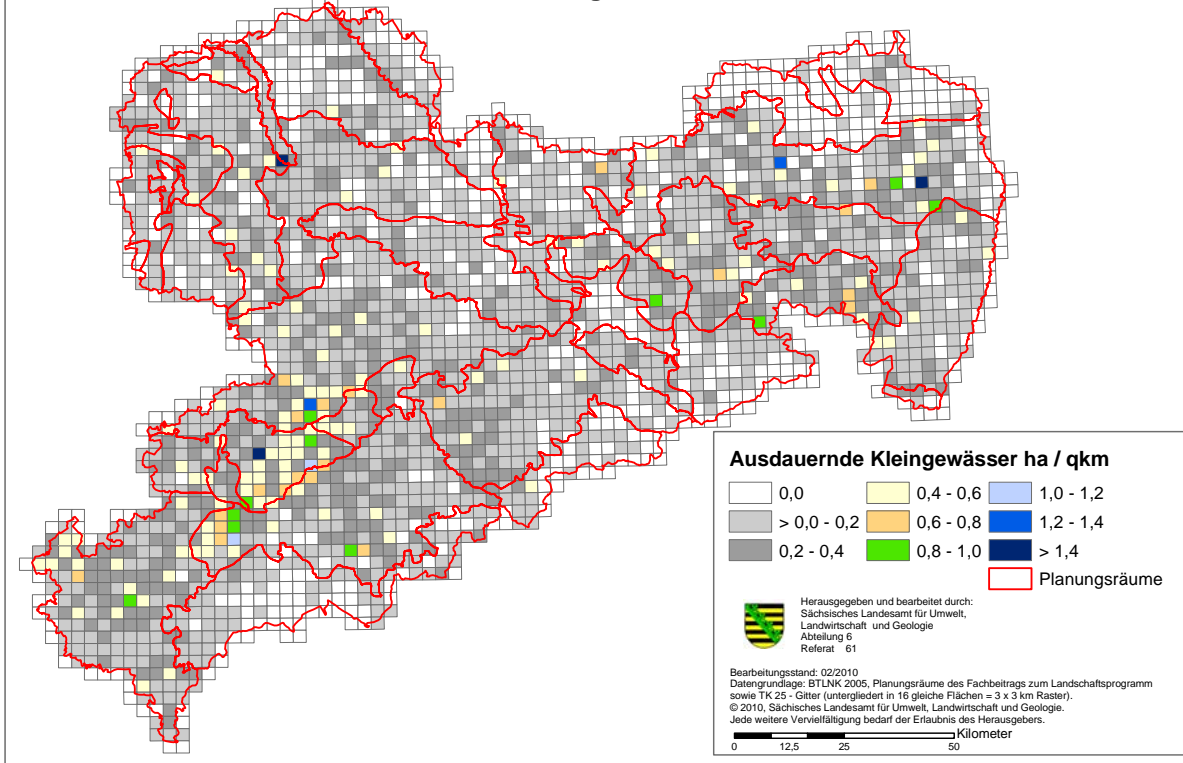 Ausdauernde Kleingewässer ha / qkm
0,0
0,4 - 0,6
1,0 - 1,2
> 0,0 - 0,2
0,6 - 0,8
1,2 - 1,4
0,2 - 0,4
0,8 - 1,0
> 1,4
Planungsräume
Herausgegeben und bearbeitet durch:
Sächsisches Landesamt für Umwelt,
Landwirtschaft und Geologie
Abteilung 6
Referat 61
Bearbeitungsstand: 02/2010
Datengrundlage: BTLNK 2005, Planungsräume des Fachbeitrags zum Landschaftsprogramm
sowie TK 25 - Gitter (untergliedert in 16 gleiche Flächen = 3 x 3 km Raster).
© 2010, Sächsisches Landesamt für Umwelt, Landwirtschaft und Geologie.
Jede weitere Vervielfältigung bedarf der Erlaubnis des Herausgebers.
Kilometer
0 12,5 25 50